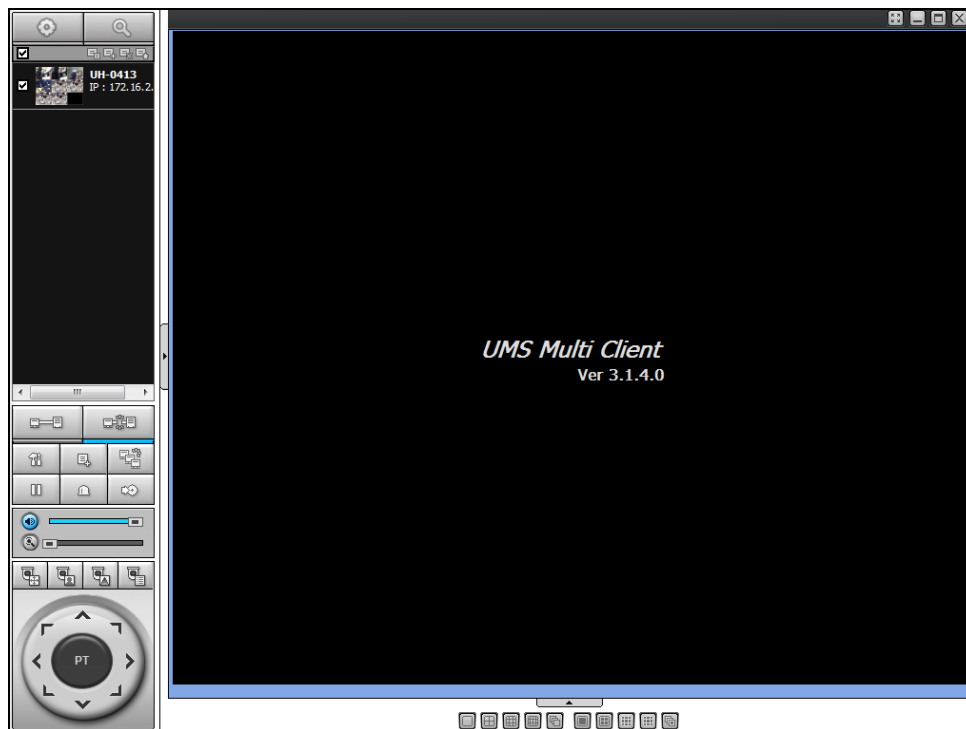 UH-0413
IP : 172.16.2.
UMS Multi Client
Ver 3.1.4.0
PT